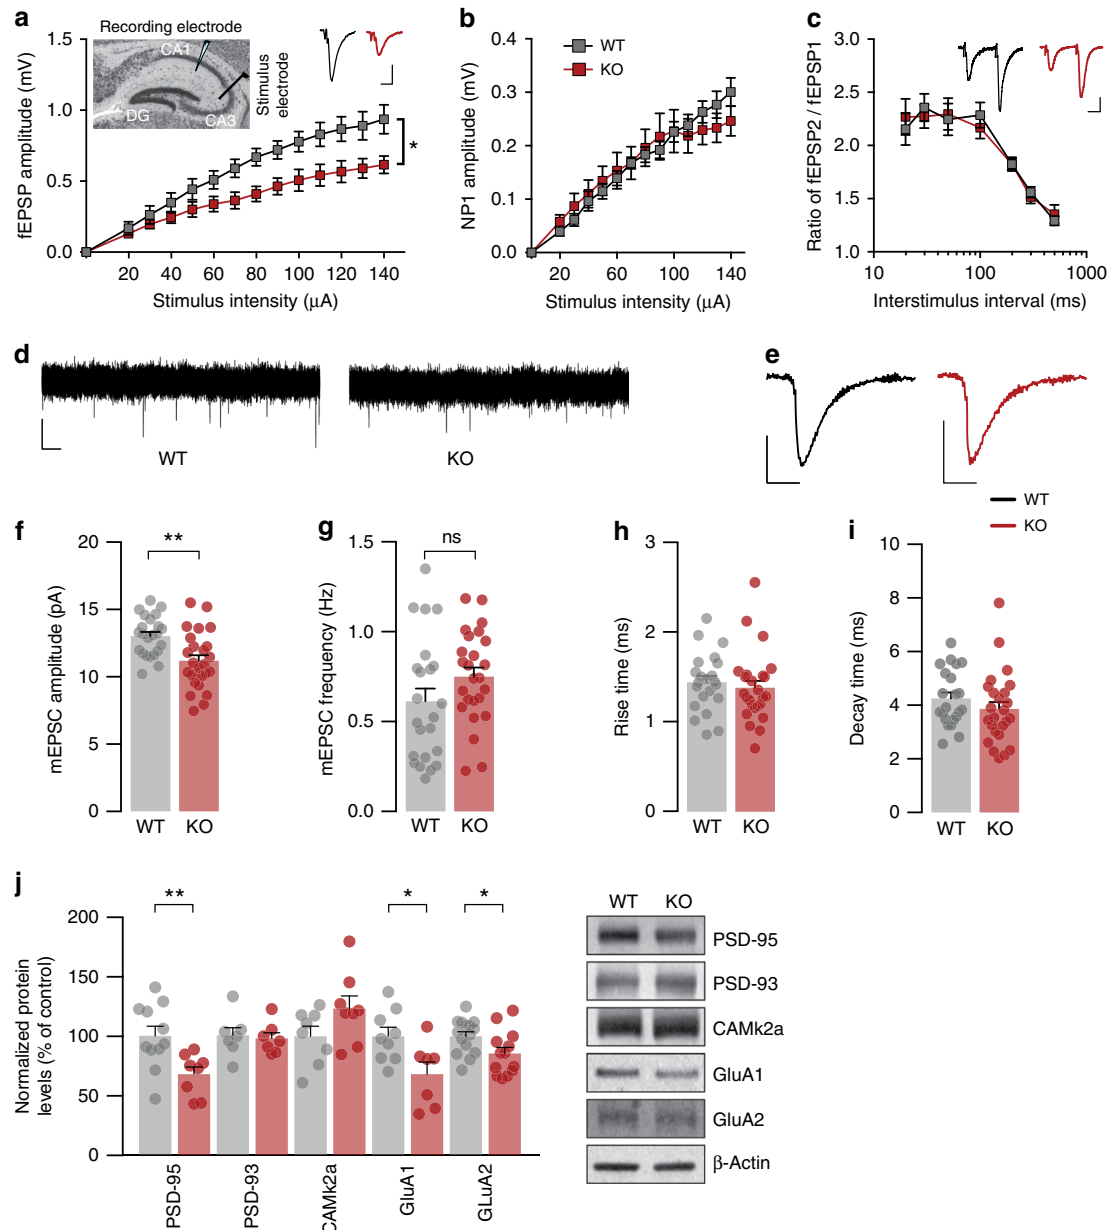 a
Recording electrode
CA1
DG
CA3
Stimulus
electrode
fEPSP amplitude (mV)
1.5
1.0
0.5
0.0
*
20 40 60 80 100 120 140
Stimulus intensity (μA)
b
WT
KO
NP1 amplitude (mV)
0.4
0.3
0.2
0.1
0.0
20 60 100 140
Stimulus intensity (μA)
c
Ratio of fEPSP2 / fEPSP1
3.0
2.5
2.0
1.5
1.0
10 100 1000
Interstimulus interval (ms)
d
WT
KO
e
WT
KO
f
mEPSC amplitude (pA)
20
15
10
5
0
**
WT KO
g
mEPSC frequency (Hz)
1.5
1.0
0.5
0.0
ns
WT KO
h
Rise time (ms)
3
2
1
0
WT KO
i
Decay time (ms)
10
8
6
4
2
0
WT KO
j
Normalized protein
levels (% of control)
200
150
100
50
0
** * *
PSD-95
PSD-93
CAMk2a
GluA1
GLuA2
WT KO
PSD-95
PSD-93
CAMk2a
GluA1
GluA2
β-Actin